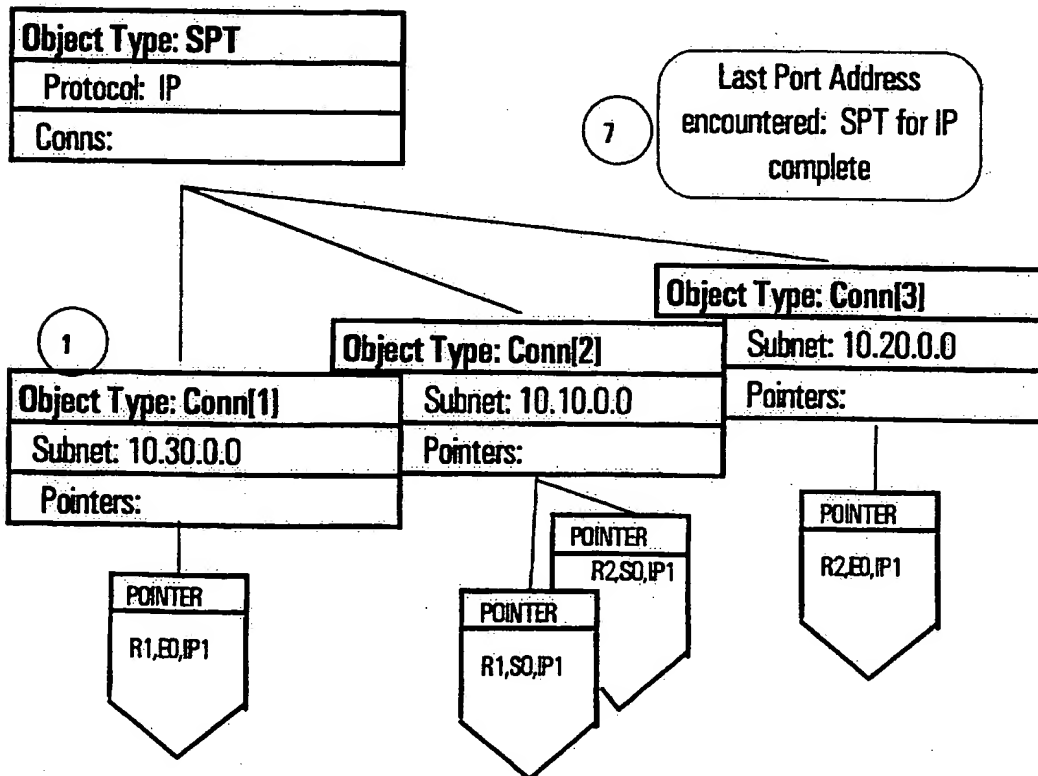 Object Type: SPT
Protocol: IP
Conns:
7
Last Port Address
encountered: SPT for IP
complete
Object Type: Conn[3]
Subnet: 10.20.0.0
Pointers:
1
Object Type: Conn[2]
Subnet: 10.10.0.0
Pointers:
Object Type: Conn[1]
Subnet: 10.30.0.0
Pointers:
POINTER
R1,E0,IP1
POINTER
R1,S0,IP1
POINTER
R2,S0,IP1
POINTER
R2,E0,IP1